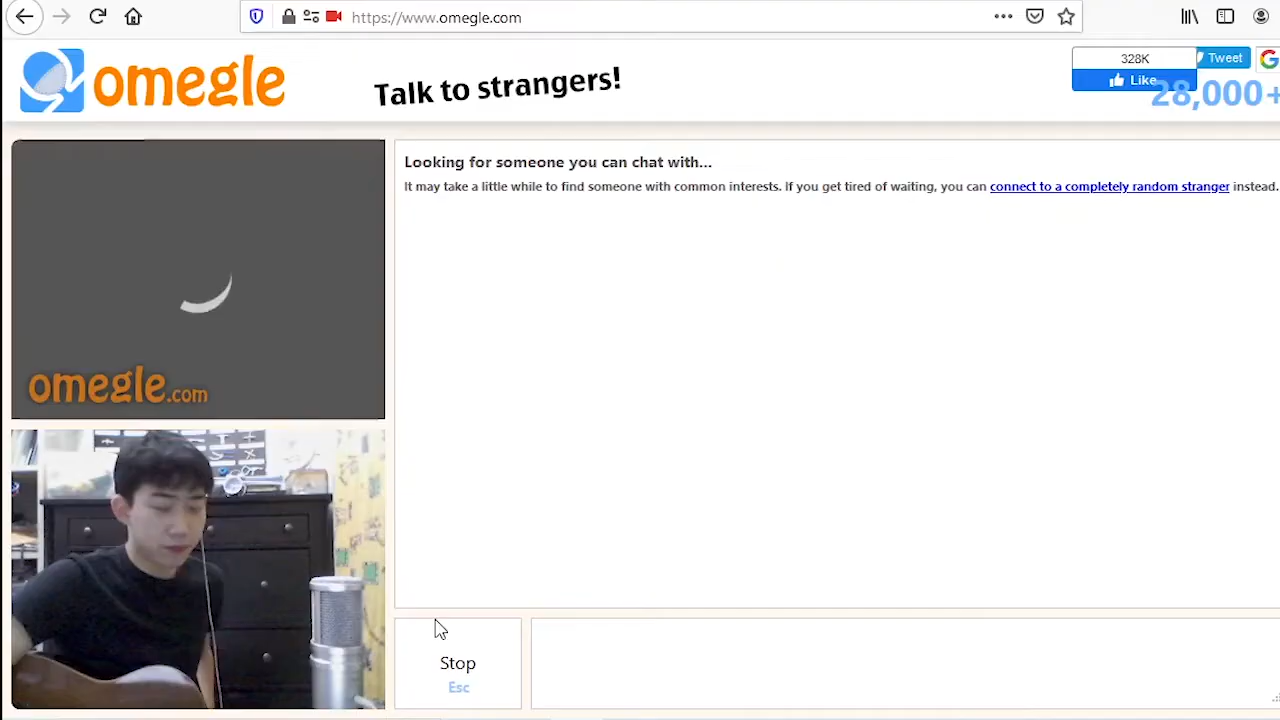 https://www.omegle.com
omegle
Talk to strangers!
328K
Like
Tweet
28,000+
Looking for someone you can chat with...
It may take a little while to find someone with common interests. If you get tired of waiting, you can connect to a completely random stranger instead.
omegle.com
Stop
Esc